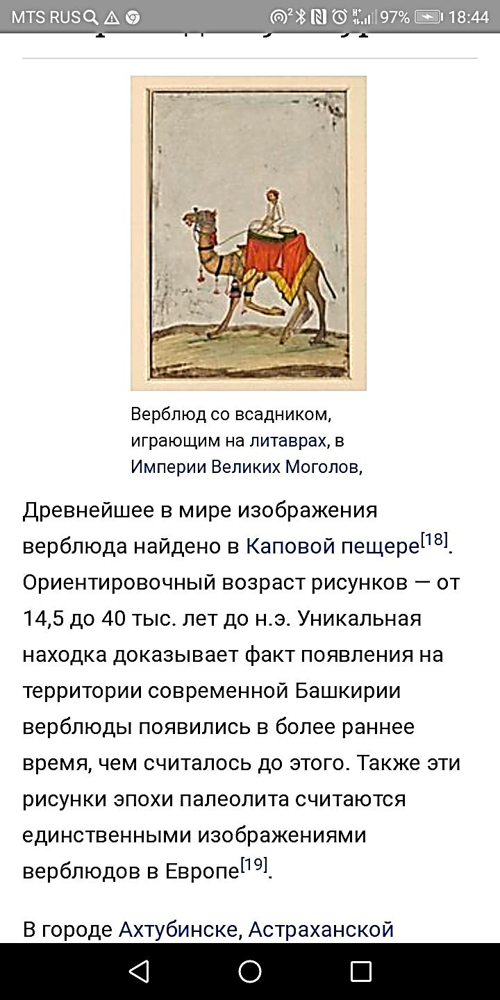 MTS RUS 97% 18:44
Верблюд со всадником,
играющим на литаврах, в
Империи Великих Моголов,
Древнейшее в мире изображения
верблюда найдено в Каповой пещере[18].
Ориентировочный возраст рисунков — от
14,5 до 40 тыс. лет до н.э. Уникальная
находка доказывает факт появления на
территории современной Башкирии
верблюды появились в более раннее
время, чем считалось до этого. Также эти
рисунки эпохи палеолита считаются
единственными изображениями
верблюдов в Европе[19].
В городе Ахтубинске, Астраханской